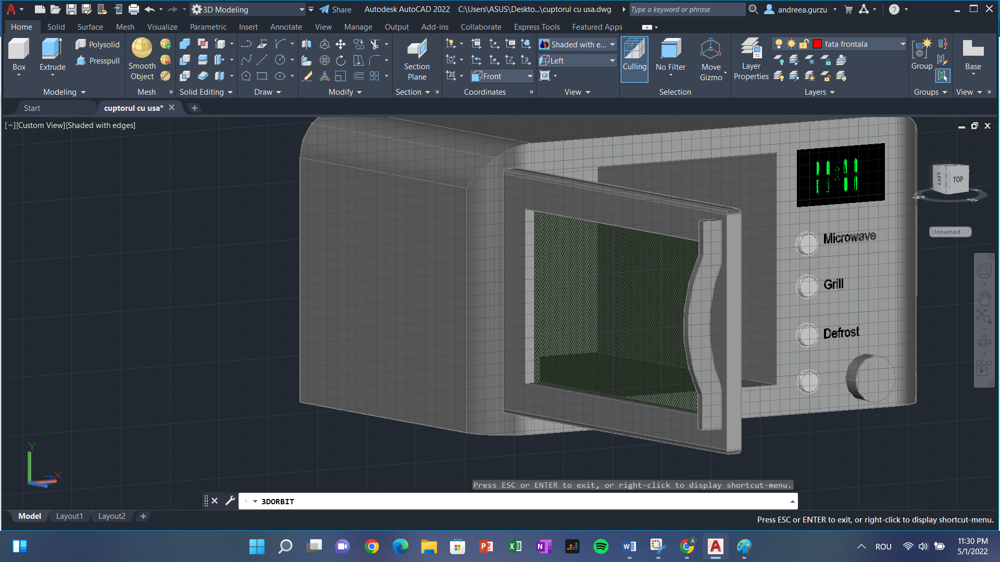 3D Modeling
Share
Autodesk AutoCAD 2022
C:\Users\ASUS\Deskto...\cuptorul cu usa.dwg
Type a keyword or phrase
andreea.gurzu
Home Solid Surface Mesh Visualize Parametric Insert Annotate View Manage Output Add-ins Collaborate Express Tools Featured Apps
Box
Extrude
Polysolid
Presspull
Smooth
Object
Section
Plane
Shaded with e...
Left
Front
Culling
No Filter
Move
Gizmo
Layer
Properties
fata frontala
Group
Base
Modeling
Mesh
Solid Editing
Draw
Modify
Section
Coordinates
View
Selection
Layers
Groups
View
Start
cuptorul cu usa*
[−][Custom View][Shaded with edges]
LEFT
TOP
Unnamed
Microwave
Grill
Defrost
Y
X
Z
Press ESC or ENTER to exit, or right-click to display shortcut-menu.
3DORBIT
Model
Layout1
Layout2
Press ESC or ENTER to exit, or right-click to display shortcut-menu.
ROU
11:30 PM
5/1/2022